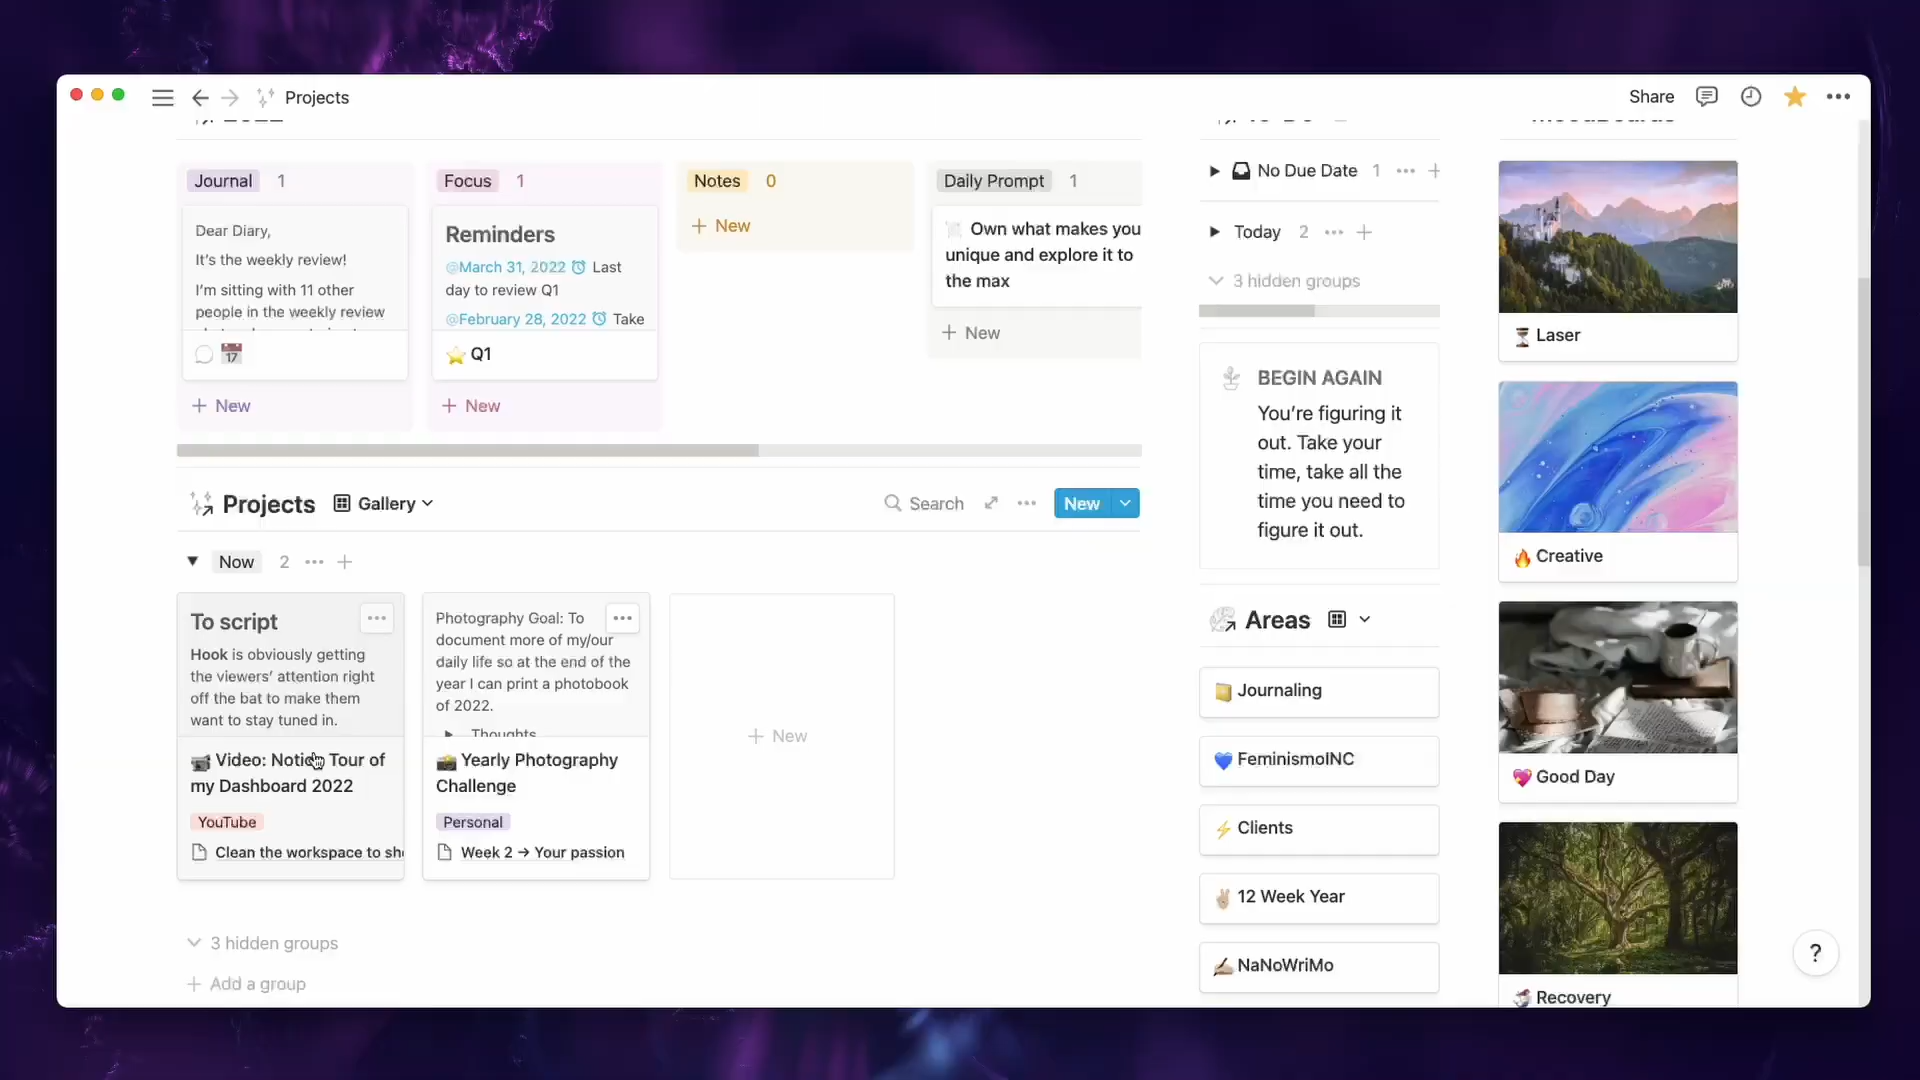 Projects
Share
2022
To Do
Moodboards
Journal 1
Dear Diary,
It's the weekly review!
I'm sitting with 11 other
people in the weekly review
17
+ New
Focus 1
Reminders
@March 31, 2022 Last
day to review Q1
@February 28, 2022 Take
Q1
+ New
Notes 0
+ New
Daily Prompt 1
Own what makes you
unique and explore it to
the max
+ New
No Due Date 1
Today 2
3 hidden groups
BEGIN AGAIN
You're figuring it
out. Take your
time, take all the
time you need to
figure it out.
Projects Gallery
Search
New
Now 2
To script
Hook is obviously getting
the viewers' attention right
off the bat to make them
want to stay tuned in.
Video: Notion Tour of
my Dashboard 2022
YouTube
Clean the workspace to
Photography Goal: To
document more of my/our
daily life so at the end of the
year I can print a photobook
of 2022.
Thoughts
Yearly Photography
Challenge
Personal
Week 2 → Your passion
+ New
3 hidden groups
+ Add a group
Areas
Journaling
FeminismoINC
Clients
12 Week Year
NaNoWriMo
Laser
Creative
Good Day
Recovery
?